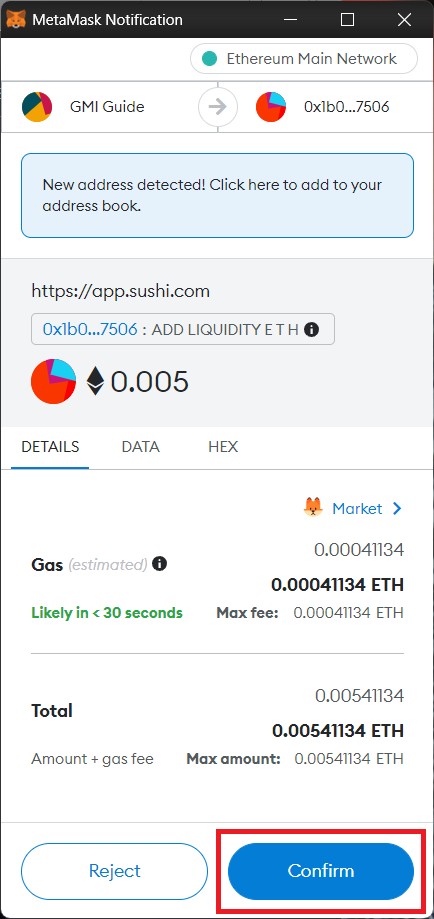 MetaMask Notification
Ethereum Main Network
GMI Guide
0x1b0...7506
New address detected! Click here to add to your
address book.
https://app.sushi.com
0x1b0...7506 : ADD LIQUIDITY E T H
0.005
DETAILS DATA HEX
Market
0.00041134
Gas (estimated)
0.00041134 ETH
Likely in < 30 seconds Max fee: 0.00041134 ETH
0.00541134
Total
0.00541134 ETH
Amount + gas fee Max amount: 0.00541134 ETH
Reject Confirm